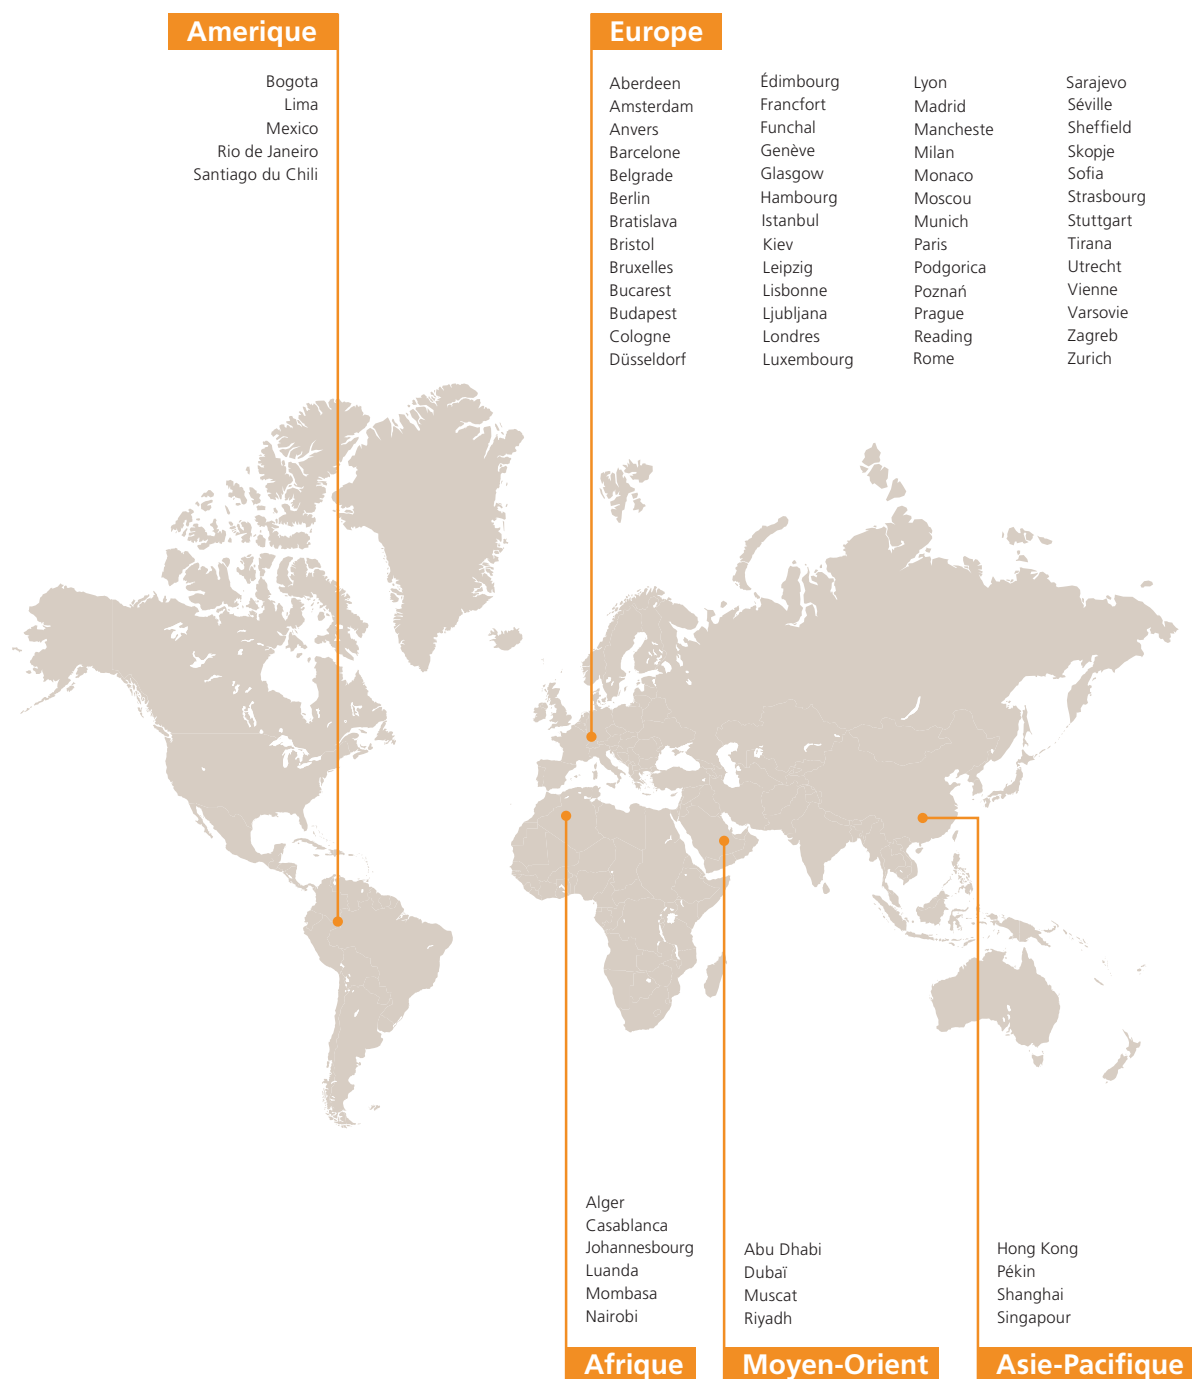 Amerique
Bogota
Lima
Mexico
Rio de Janeiro
Santiago du Chili
Europe
Aberdeen
Amsterdam
Anvers
Barcelone
Belgrade
Berlin
Bratislava
Bristol
Bruxelles
Bucarest
Budapest
Cologne
Düsseldorf
Édimbourg
Francfort
Funchal
Genève
Glasgow
Hambourg
Istanbul
Kiev
Leipzig
Lisbonne
Ljubljana
Londres
Luxembourg
Lyon
Madrid
Mancheste
Milan
Monaco
Moscou
Munich
Paris
Podgorica
Poznań
Prague
Reading
Rome
Sarajevo
Séville
Sheffield
Skopje
Sofia
Strasbourg
Stuttgart
Tirana
Utrecht
Vienne
Varsovie
Zagreb
Zurich
Alger
Casablanca
Johannesbourg
Luanda
Mombasa
Nairobi
Afrique
Abu Dhabi
Dubaï
Muscat
Riyadh
Moyen-Orient
Hong Kong
Pékin
Shanghai
Singapour
Asie-Pacifique